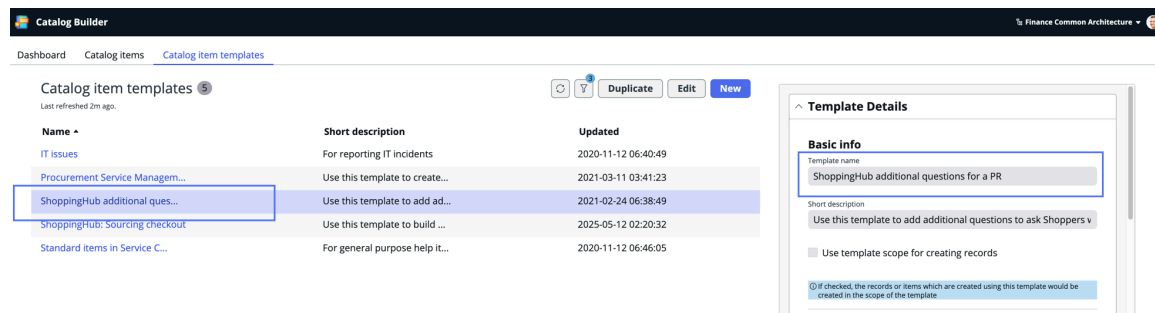 Catalog Builder
Finance Common Architecture
Dashboard Catalog items Catalog item templates
Catalog item templates 5
Last refreshed 2m ago.
3
Duplicate Edit New
Name Short description Updated
IT issues For reporting IT incidents 2020-11-12 06:40:49
Procurement Service Managem... Use this template to create... 2021-03-11 03:41:23
ShoppingHub additional ques... Use this template to add ad... 2021-02-24 06:38:49
ShoppingHub: Sourcing checkout Use this template to build ... 2025-05-12 02:20:32
Standard items in Service C... For general purpose help it... 2020-11-12 06:46:05
Template Details
Basic info
Template name
ShoppingHub additional questions for a PR
Short description
Use this template to add additional questions to ask Shoppers
Use template scope for creating records
If checked, the records or items which are created using this template would be
created in the scope of the template